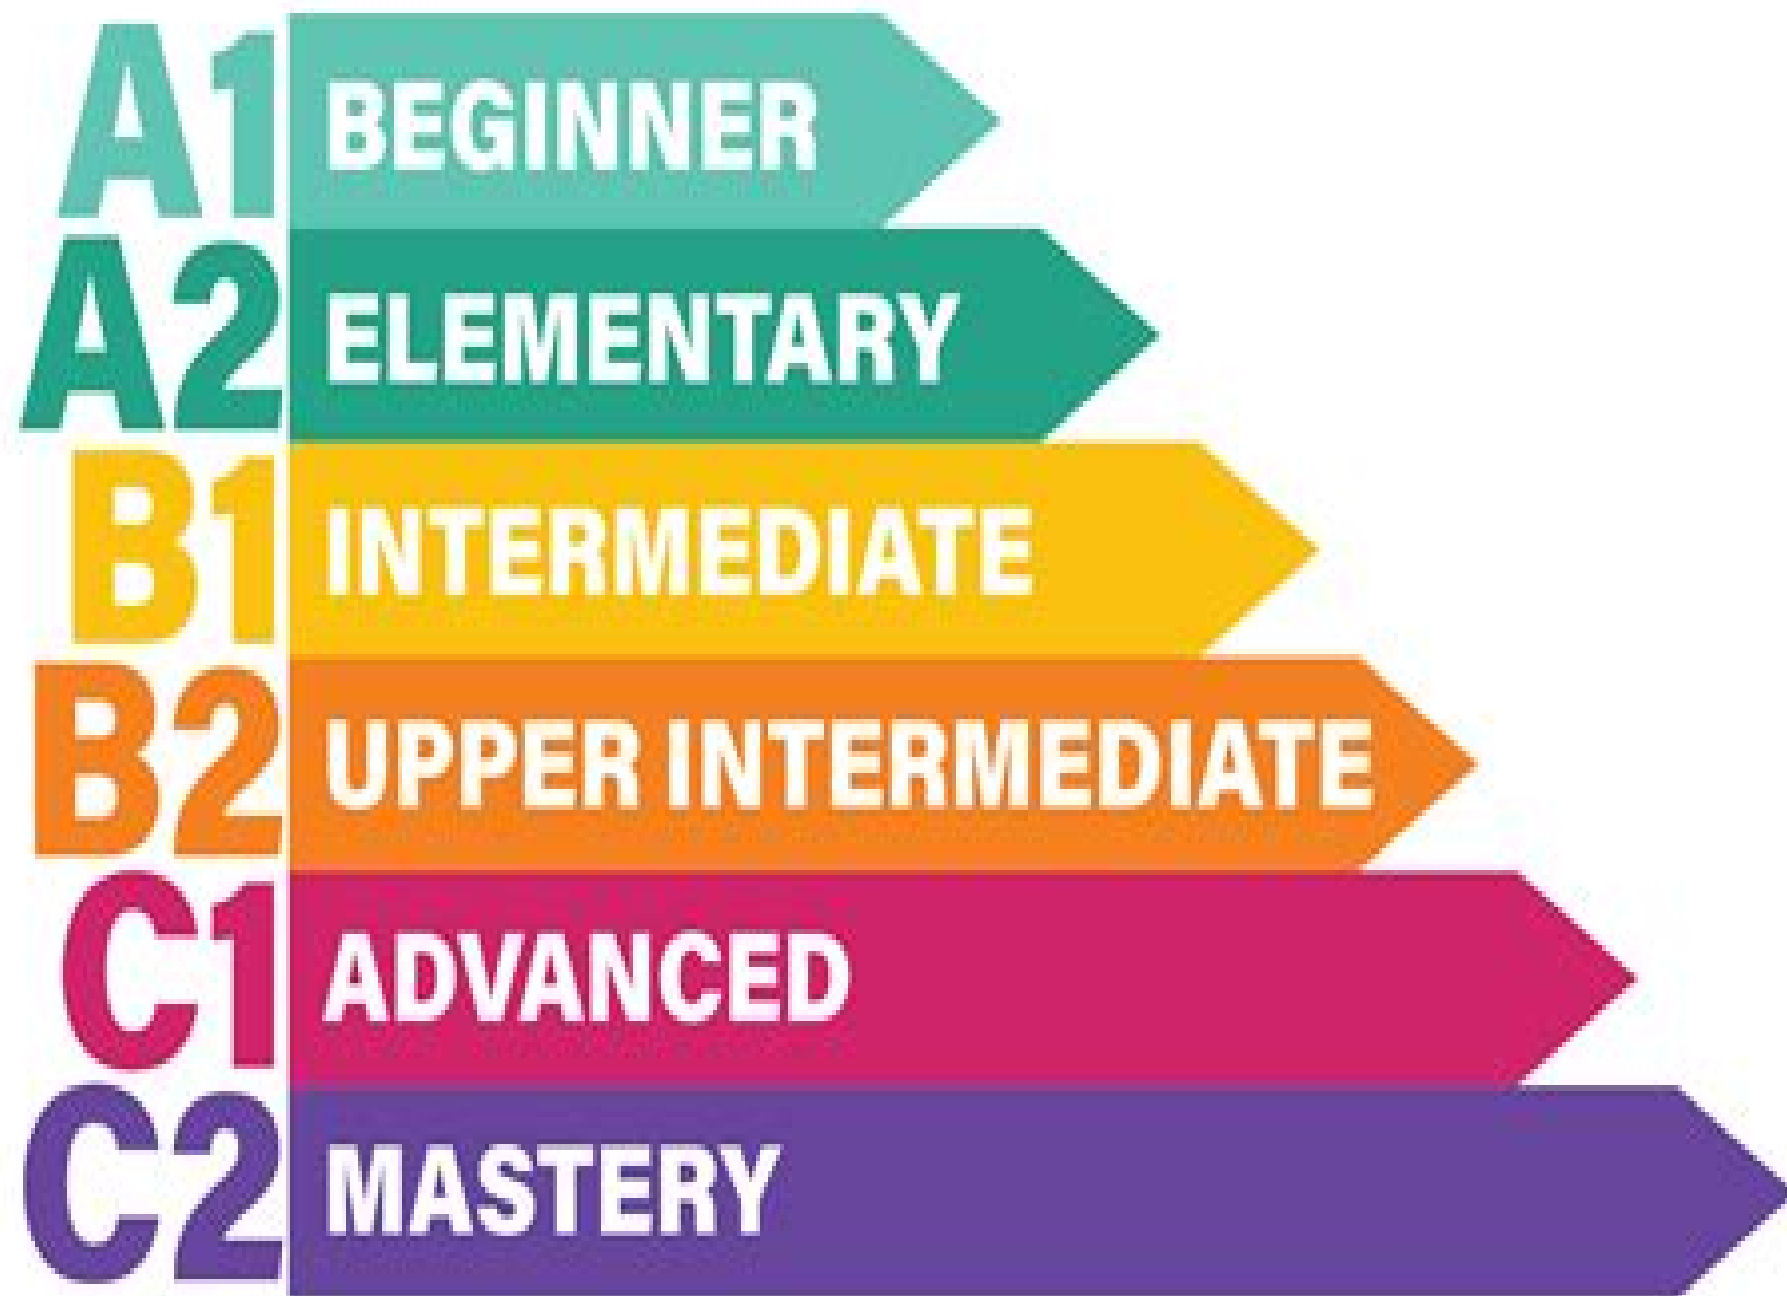 A1 BEGINNER
A2 ELEMENTARY
B1 INTERMEDIATE
B2 UPPER INTERMEDIATE
C1 ADVANCED
C2 MASTERY